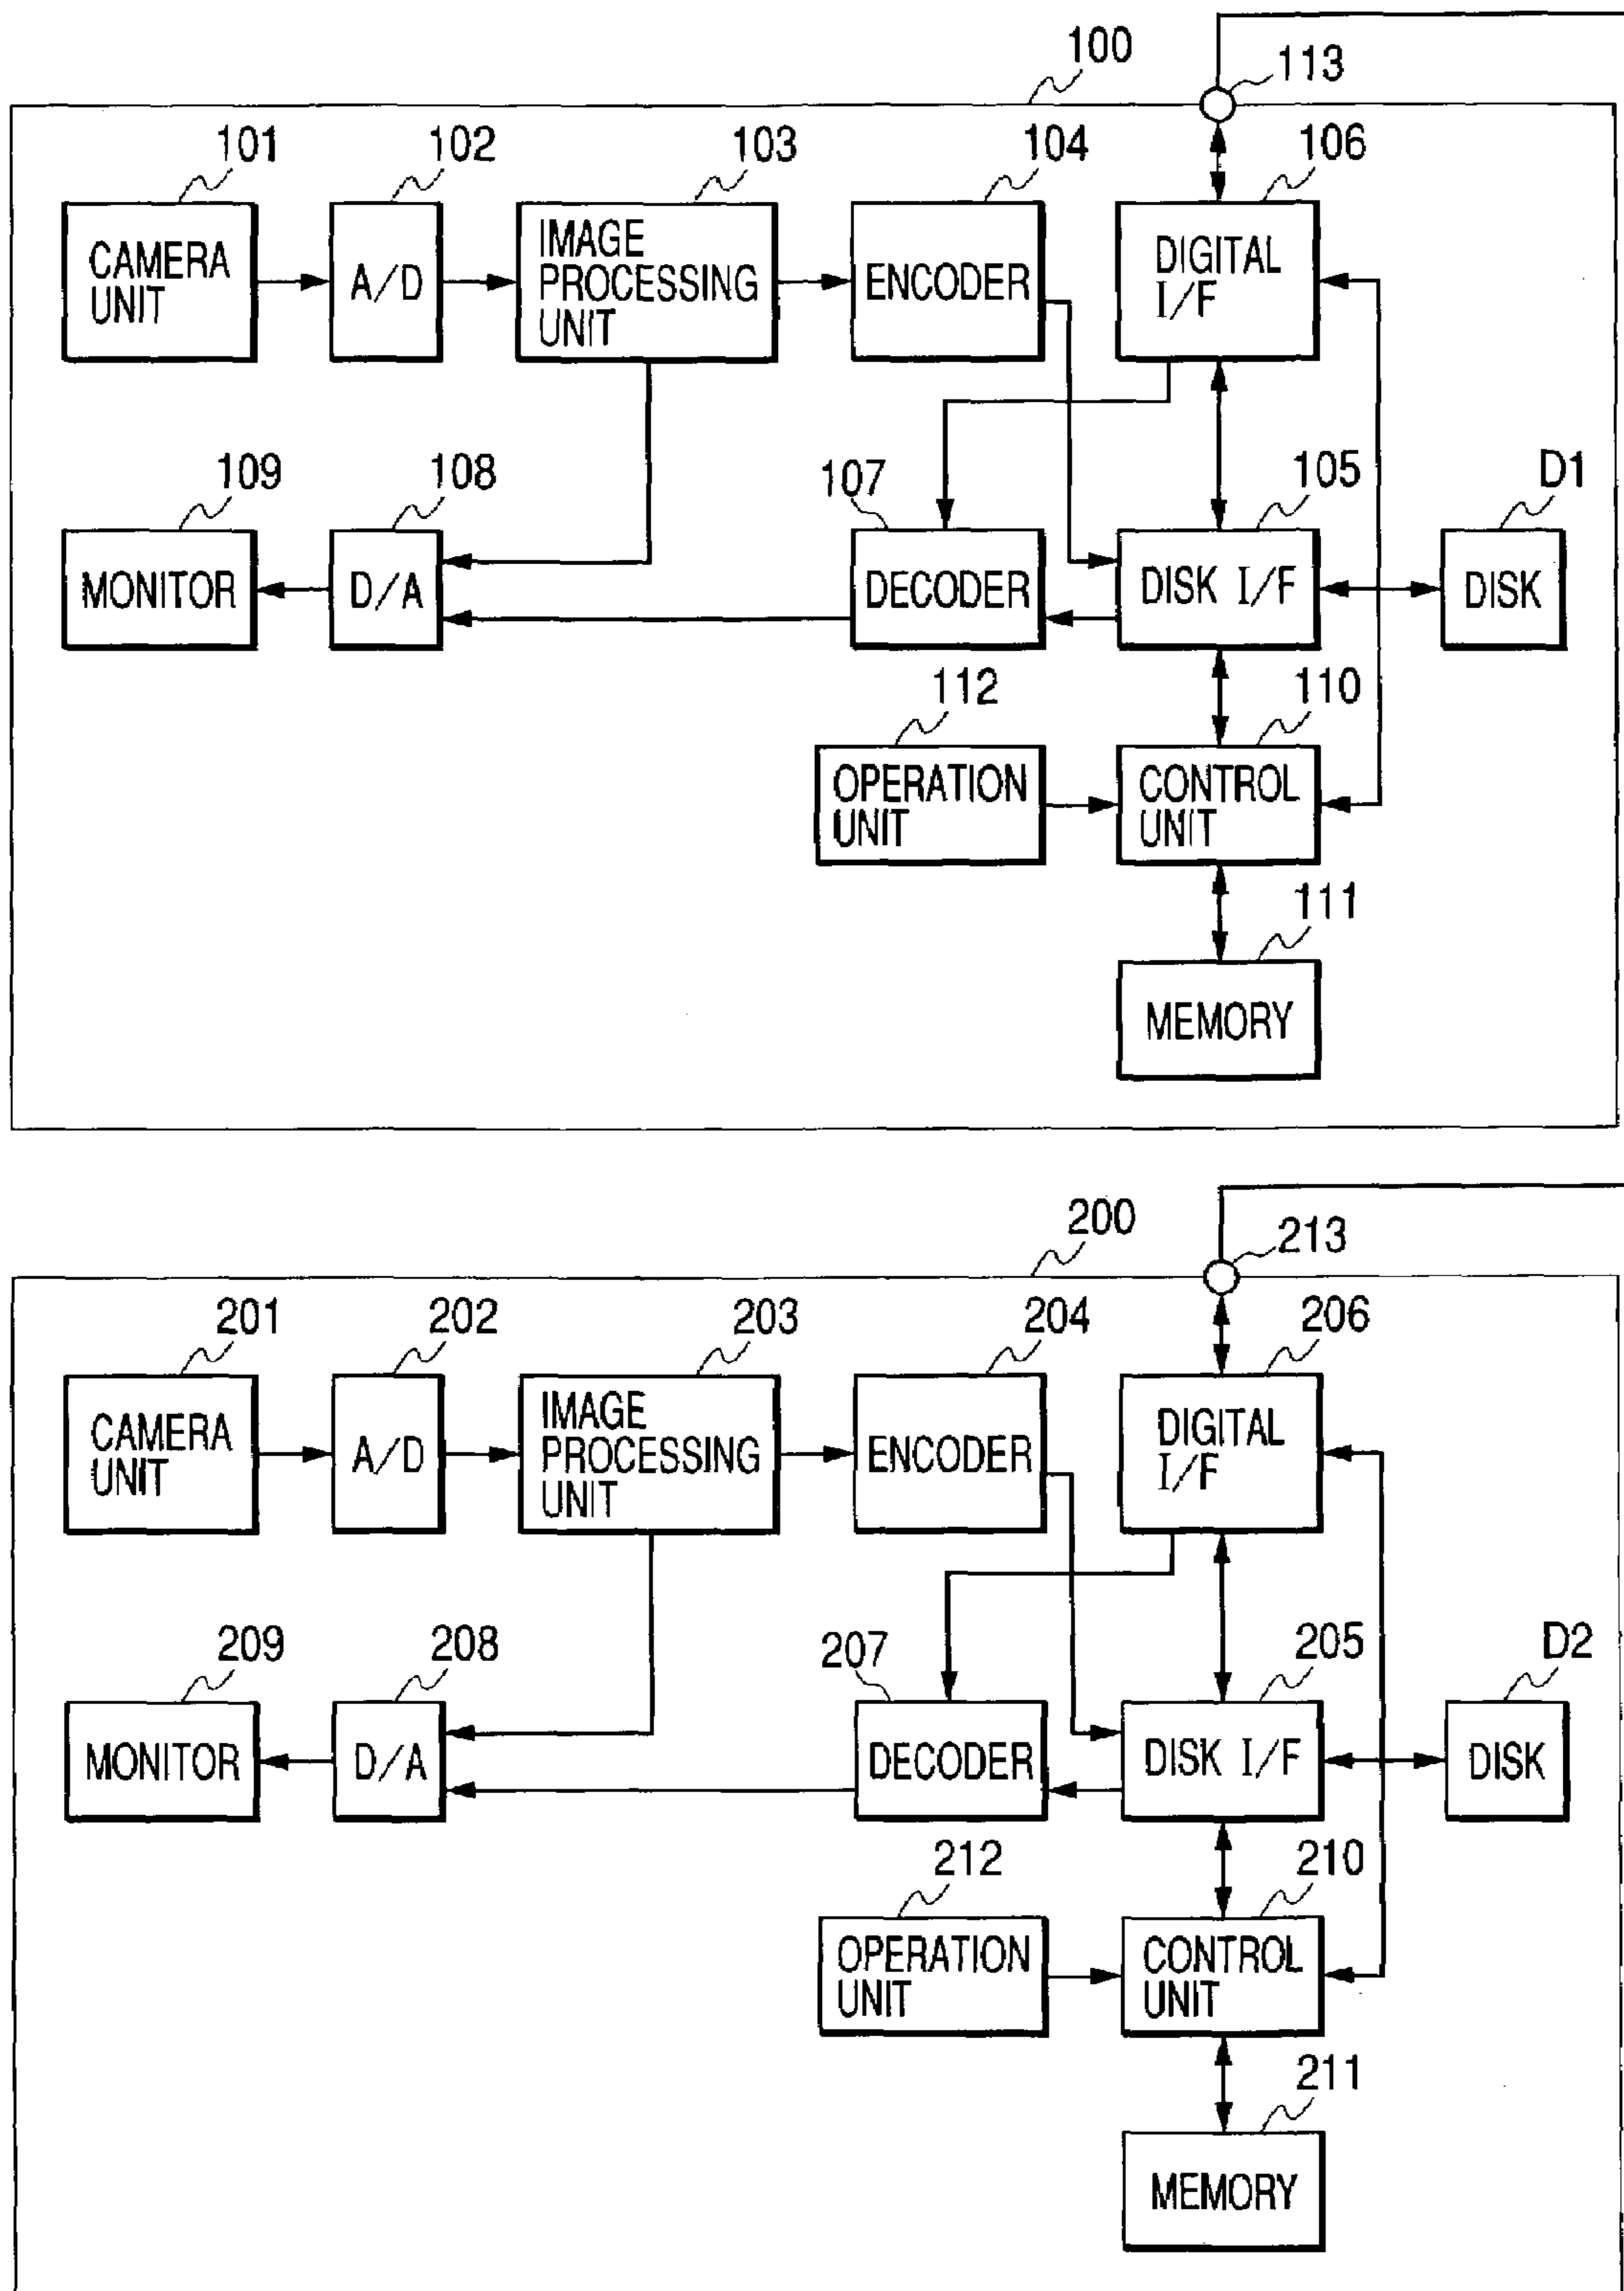 100
113
101
102
103
104
106
CAMERA
UNIT
A/D
IMAGE
PROCESSING
UNIT
ENCODER
DIGITAL
I/F
109
108
107
105
D1
MONITOR
D/A
DECODER
DISK I/F
DISK
112
110
OPERATION
UNIT
CONTROL
UNIT
111
MEMORY
200
213
201
202
203
204
206
CAMERA
UNIT
A/D
IMAGE
PROCESSING
UNIT
ENCODER
DIGITAL
I/F
209
208
207
205
D2
MONITOR
D/A
DECODER
DISK I/F
DISK
212
210
OPERATION
UNIT
CONTROL
UNIT
211
MEMORY